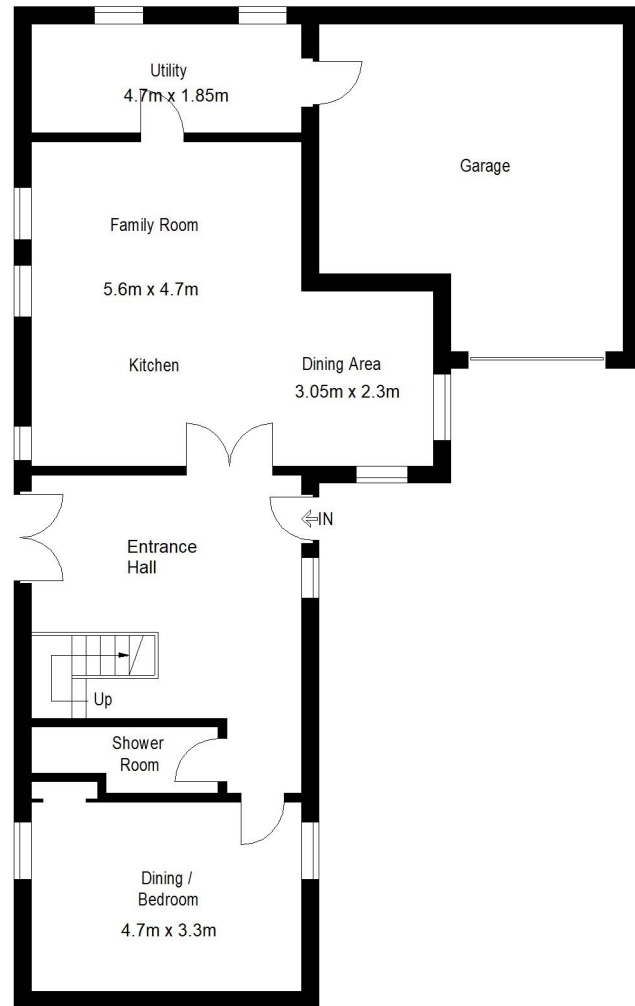 Utility
4.7m x 1.85m
Garage
Family Room
5.6m x 4.7m
Kitchen
Dining Area
3.05m x 2.3m
IN
Entrance
Hall
Up
Shower
Room
Dining /
Bedroom
4.7m x 3.3m